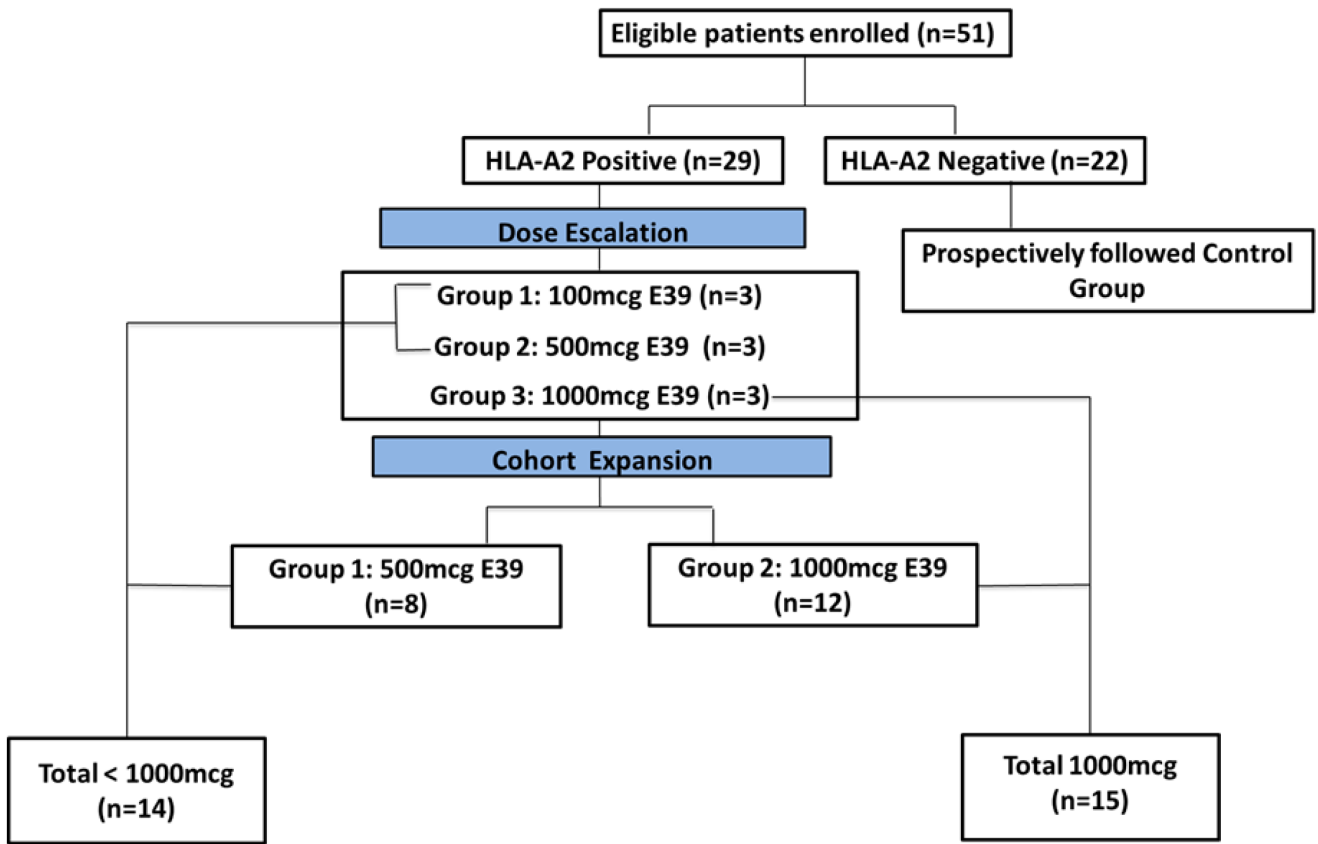 Eligible patients enrolled (n=51)
HLA-A2 Positive (n=29)
HLA-A2 Negative (n=22)
Dose Escalation
Prospectively followed Control
Group
Group 1: 100mcg E39 (n=3)
Group 2: 500mcg E39 (n=3)
Group 3: 1000mcg E39 (n=3)
Cohort Expansion
Group 1: 500mcg E39
(n=8)
Group 2: 1000mcg E39
(n=12)
Total < 1000mcg
(n=14)
Total 1000mcg
(n=15)